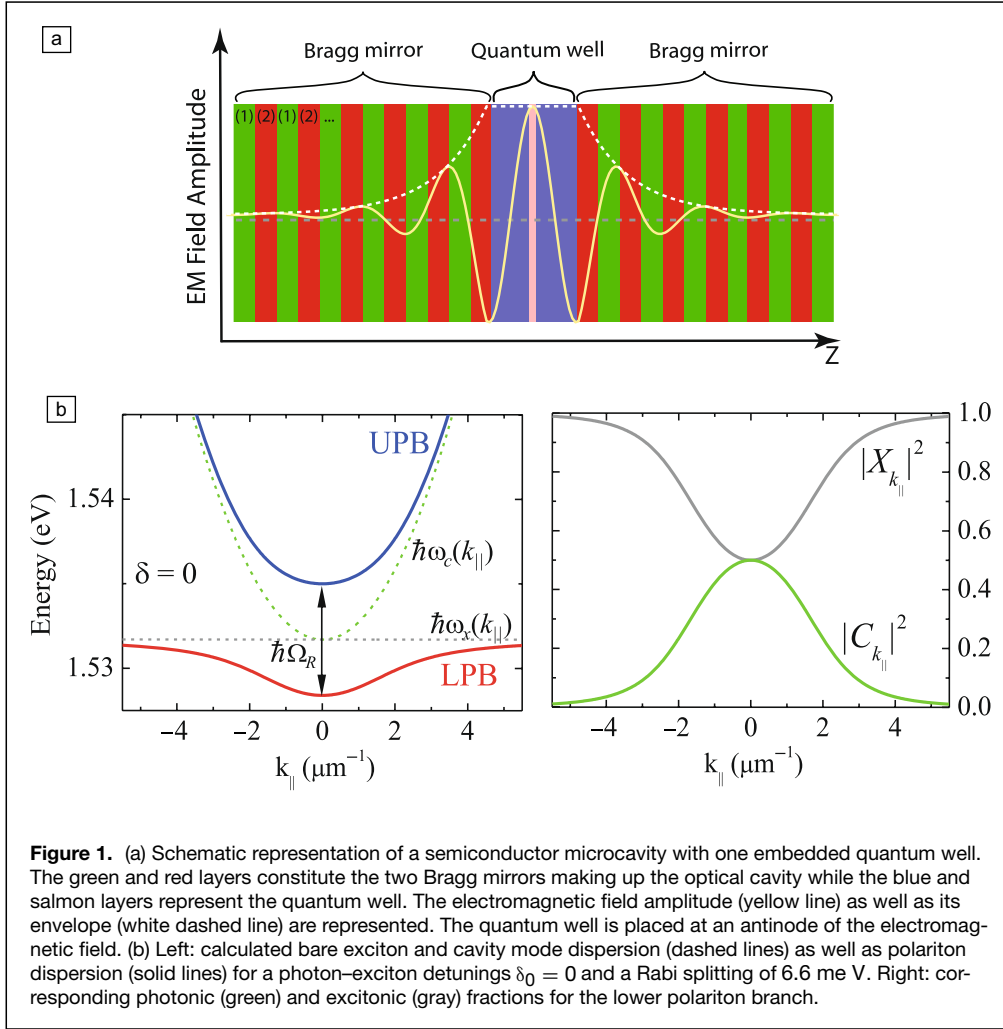 a
Bragg mirror Quantum well Bragg mirror
(1) (2) (1) (2) ...
EM Field Amplitude
Z
b
UPB
1.54
ħω_c(k_||)
δ = 0
Energy (eV)
ħω_x(k_||)
1.53
ħΩ_R
LPB
−4 −2 0 2 4
k_|| (μm⁻¹)
1.0
|X_{k_||}|²
0.8
0.6
0.4
|C_{k_||}|²
0.2
0.0
−4 −2 0 2 4
k_|| (μm⁻¹)
Figure 1. (a) Schematic representation of a semiconductor microcavity with one embedded quantum well.
The green and red layers constitute the two Bragg mirrors making up the optical cavity while the blue and
salmon layers represent the quantum well. The electromagnetic field amplitude (yellow line) as well as its
envelope (white dashed line) are represented. The quantum well is placed at an antinode of the electromag-
netic field. (b) Left: calculated bare exciton and cavity mode dispersion (dashed lines) as well as polariton
dispersion (solid lines) for a photon–exciton detunings δ₀ = 0 and a Rabi splitting of 6.6 me V. Right: cor-
responding photonic (green) and excitonic (gray) fractions for the lower polariton branch.